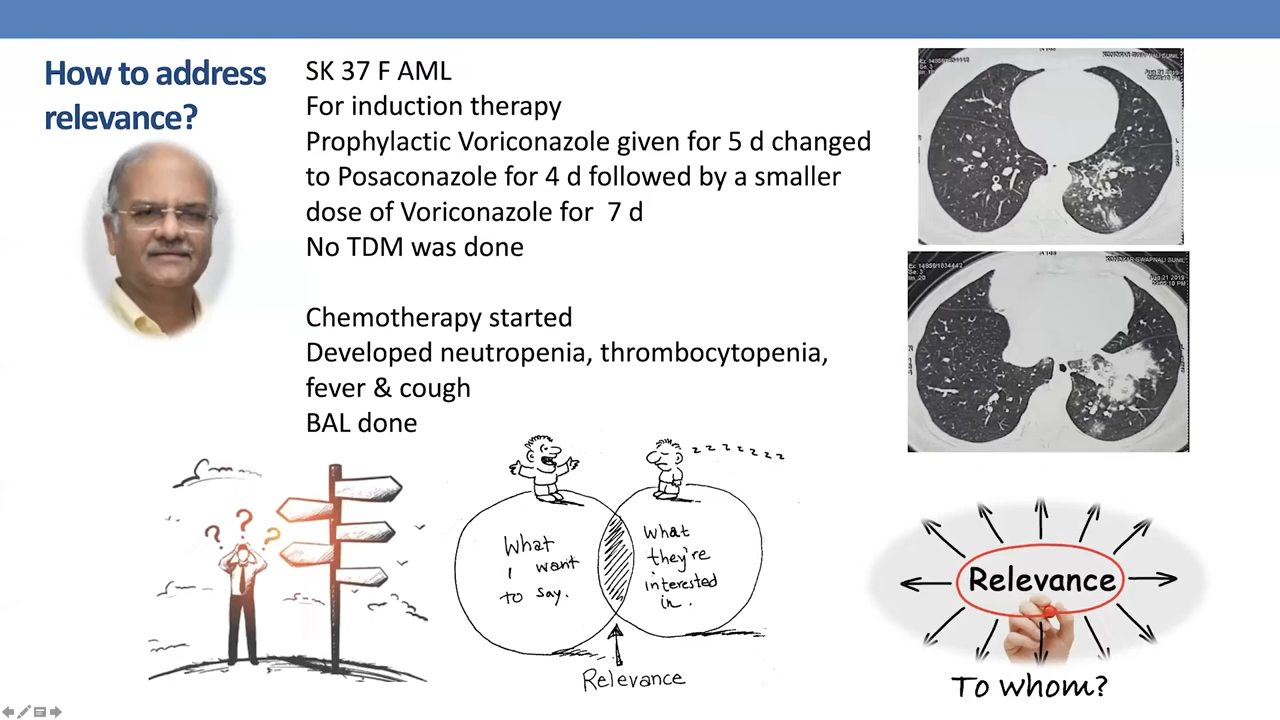 How to address
relevance?
SK 37 F AML
For induction therapy
Prophylactic Voriconazole given for 5 d changed
to Posaconazole for 4 d followed by a smaller
dose of Voriconazole for 7 d
No TDM was done
Chemotherapy started
Developed neutropenia, thrombocytopenia,
fever & cough
BAL done
? ? ?
z z z z z z z
What
I want
to say.
What
they're
interested
in.
Relevance
Relevance
To whom?